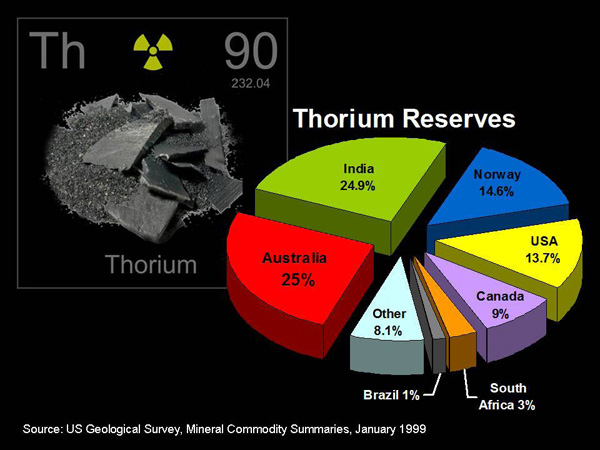 Th
90
232.04
Thorium Reserves
India
24.9%
Norway
14.6%
USA
13.7%
Australia
25%
Canada
9%
Thorium
Other
8.1%
Brazil 1%
South
Africa 3%
Source: US Geological Survey, Mineral Commodity Summaries, January 1999